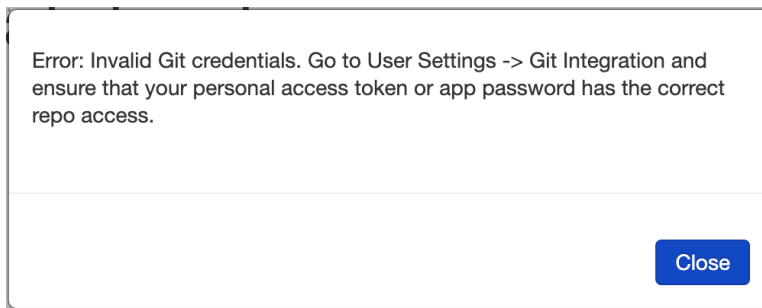 Error: Invalid Git credentials. Go to User Settings -> Git Integration and
ensure that your personal access token or app password has the correct
repo access.
Close